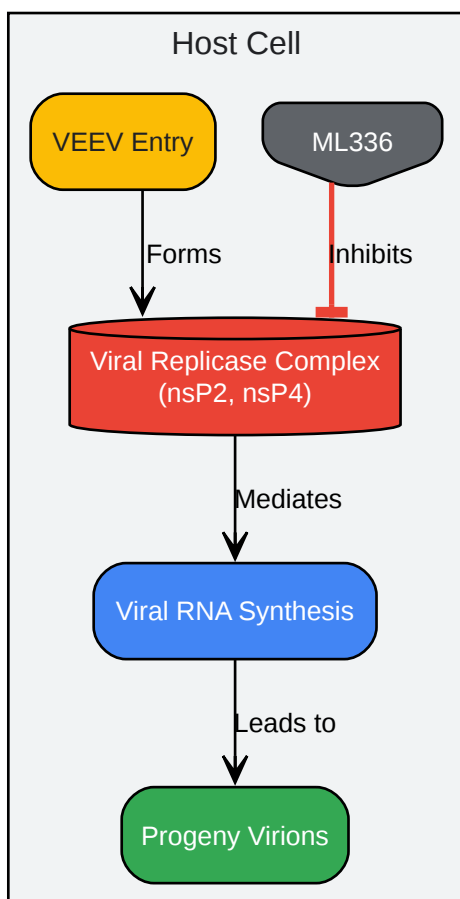 Host Cell
VEEV Entry
ML336
Forms
Inhibits
Viral Replicase Complex
(nsP2, nsP4)
Mediates
Viral RNA Synthesis
Leads to
Progeny Virions